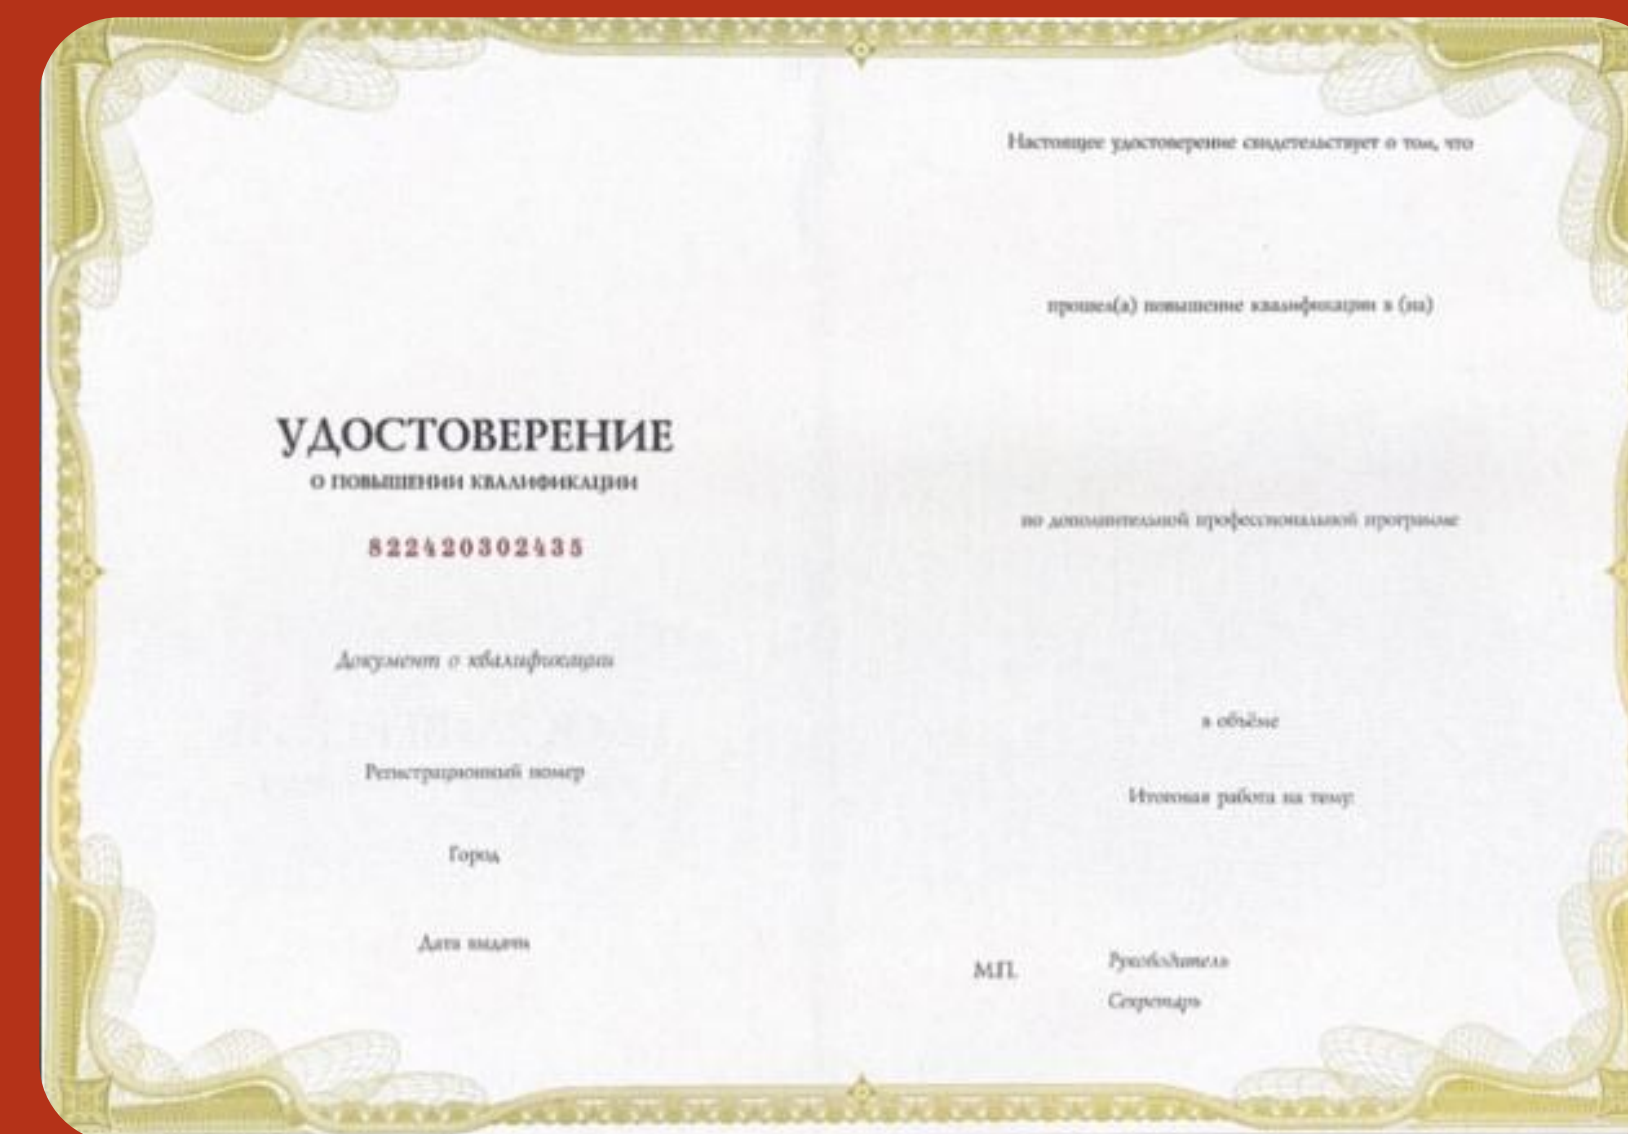 УДОСТОВЕРЕНИЕ
О ПОВЫШЕНИИ КВАЛИФИКАЦИИ
822420302435
Документ о квалификации
Регистрационный номер
Город
Дата выдачи
Настоящее удостоверение свидетельствует о том, что
прошел(а) повышение квалификации в (на)
по дополнительной профессиональной программе
в объёме
Итоговая работа на тему:
М.П.
Руководитель
Секретарь